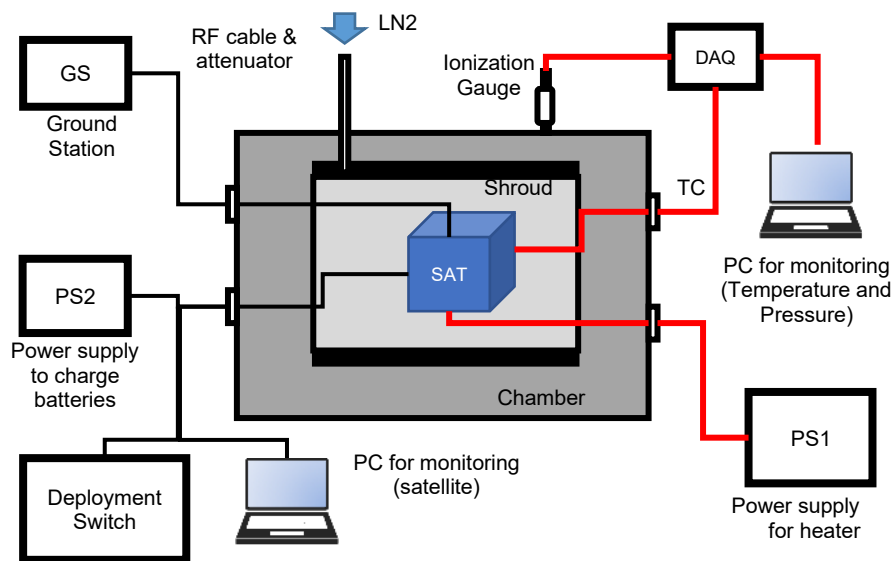 LN2
RF cable &
attenuator
GS
Ground
Station
Ionization
Gauge
DAQ
Shroud
TC
SAT
PC for monitoring
(Temperature and
Pressure)
PS2
Power supply
to charge
batteries
Chamber
PS1
Power supply
for heater
Deployment
Switch
PC for monitoring
(satellite)